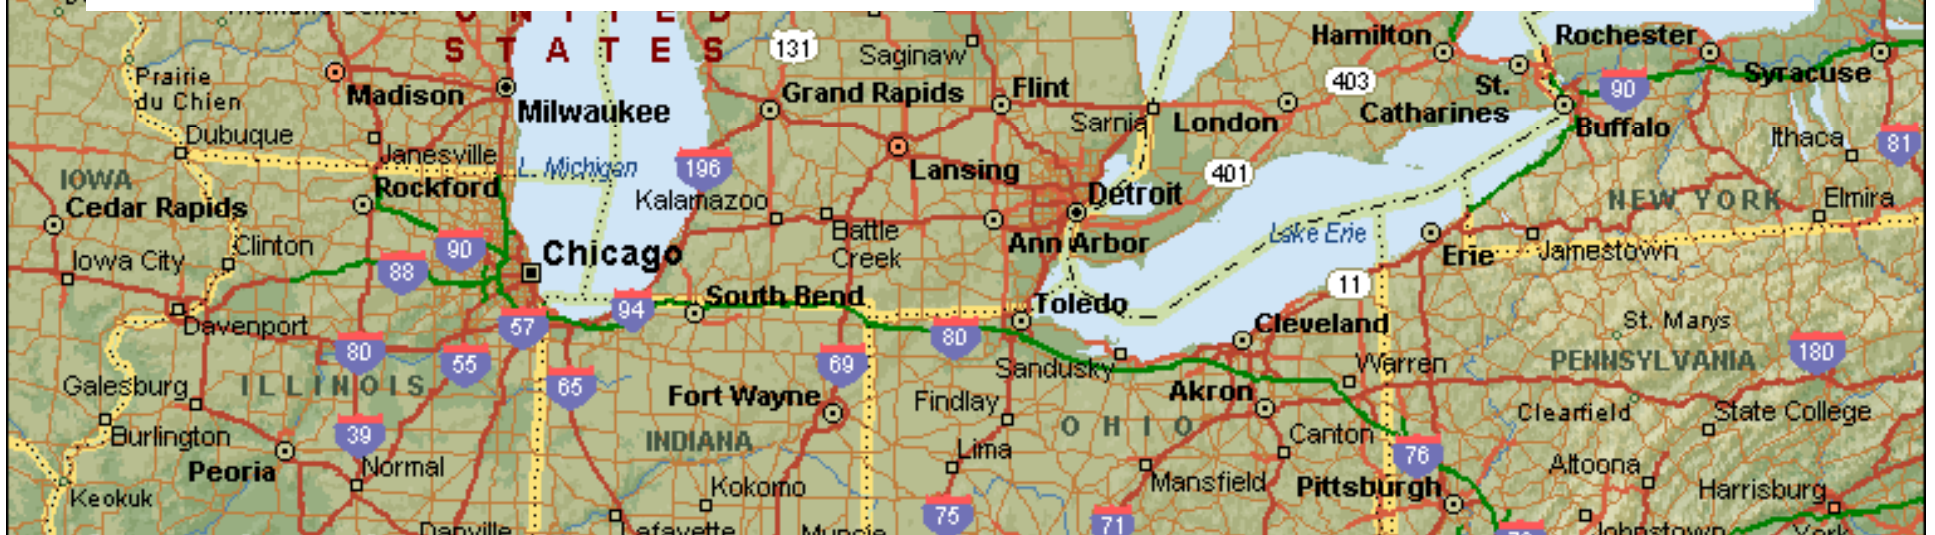 UNITED
STATES
131
Saginaw
Hamilton
Rochester
Prairie
du Chien
Madison
Milwaukee
Grand Rapids
Flint
403
St.
Catharines
90
Syracuse
Dubuque
Janesville
Sarnia
London
Buffalo
Ithaca
81
L. Michigan
196
Lansing
401
IOWA
Rockford
Cedar Rapids
Kalamazoo
Detroit
NEW YORK
Elmira
Clinton
90
Chicago
Battle
Creek
Ann Arbor
Lake Erie
Erie
Jamestown
Iowa City
88
11
94
South Bend
Toledo
Davenport
57
80
Cleveland
St. Marys
80
55
65
69
Sandusky
Warren
PENNSYLVANIA
180
Galesburg
ILLINOIS
Fort Wayne
Findlay
Akron
Clearfield
State College
Burlington
39
INDIANA
OHIO
Canton
76
Peoria
Normal
Lima
Mansfield
Pittsburgh
Altoona
Harrisburg
Keokuk
Kokomo
75
71
Danville
Lafayette
Muncie
Johnstown
York